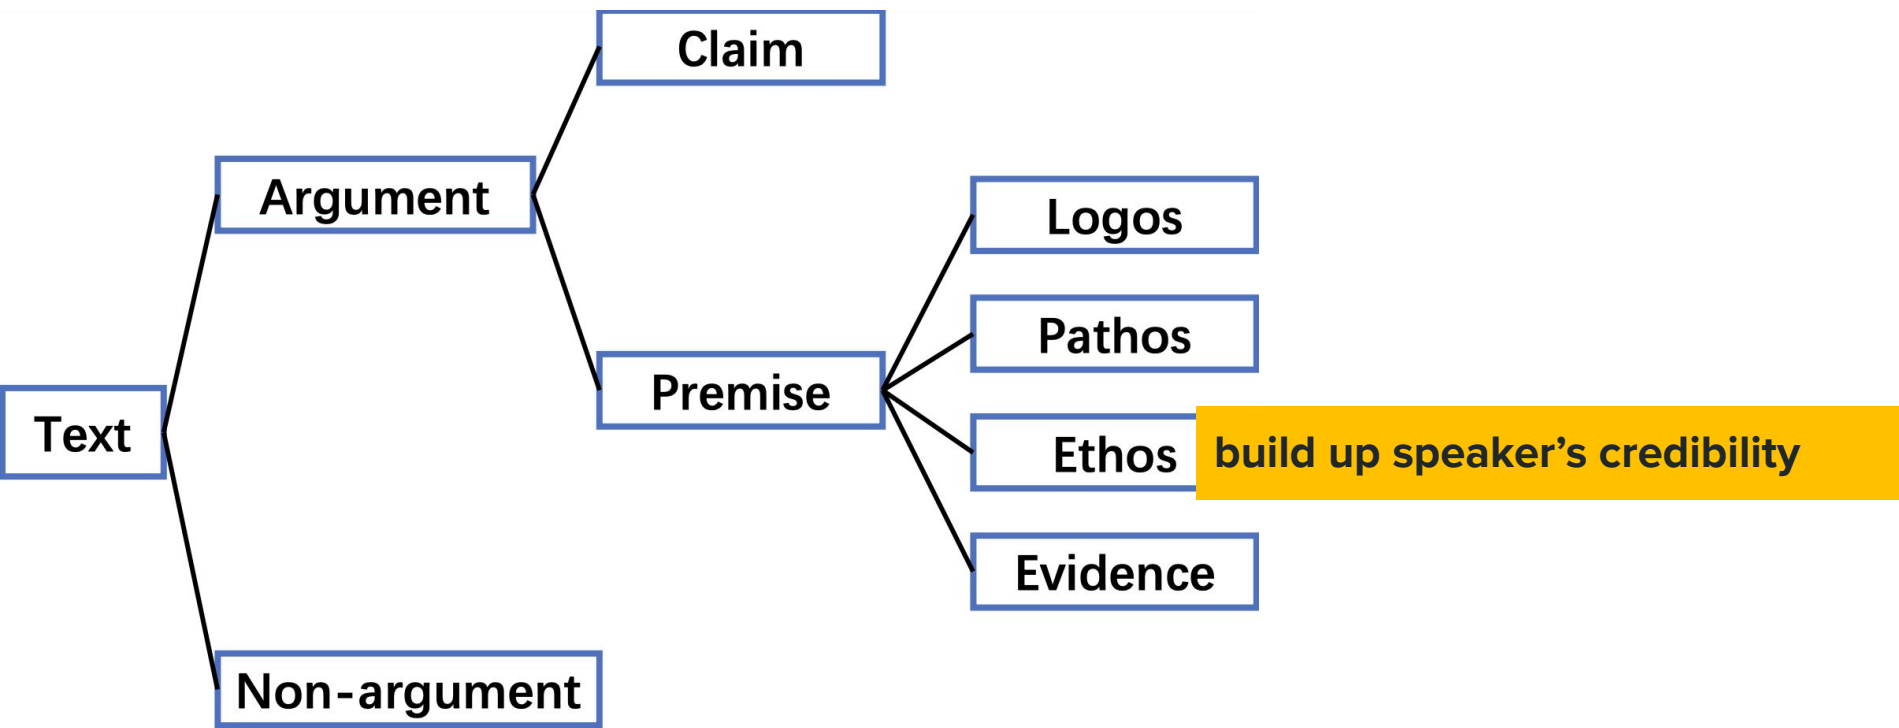 Claim
Argument
Logos
Pathos
Premise
Text
Ethos
build up speaker’s credibility
Evidence
Non-argument